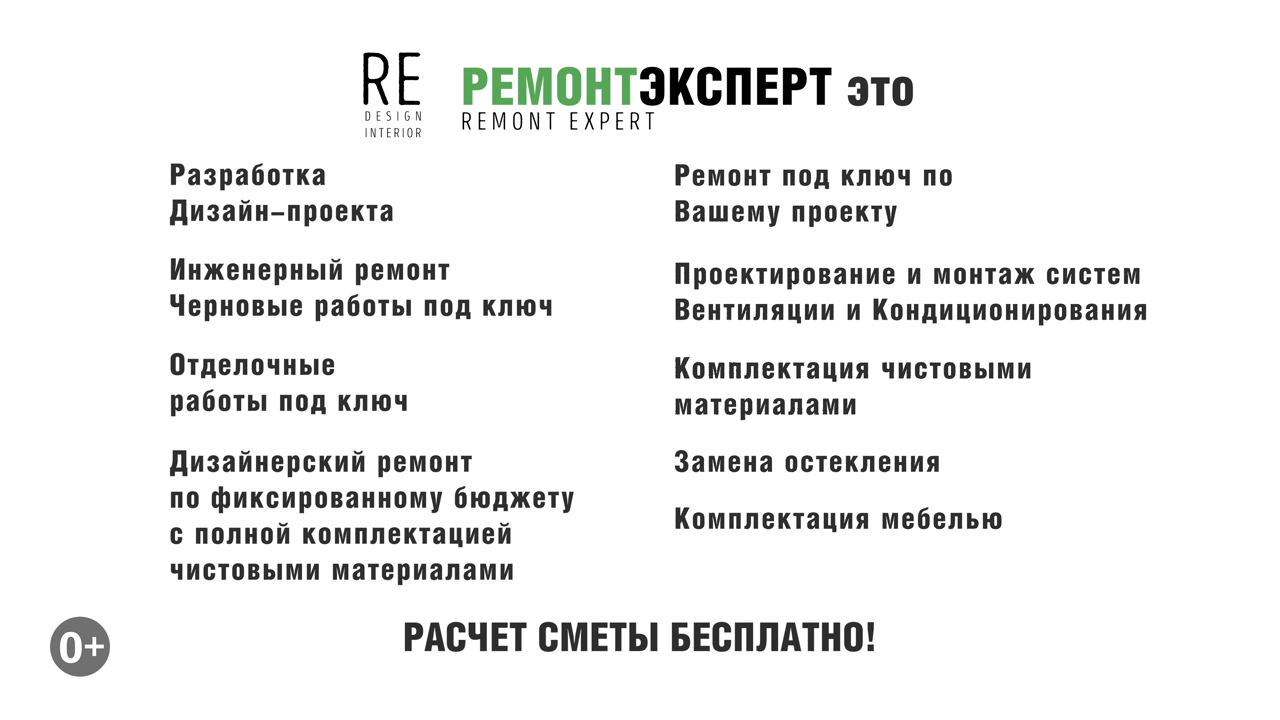 RE
DESIGN
INTERIOR
РЕМОНТЭКСПЕРТ это
REMONT EXPERT
Разработка
Дизайн–проекта
Инженерный ремонт
Черновые работы под ключ
Отделочные
работы под ключ
Дизайнерский ремонт
по фиксированному бюджету
с полной комплектацией
чистовыми материалами
Ремонт под ключ по
Вашему проекту
Проектирование и монтаж систем
Вентиляции и Кондиционирования
Комплектация чистовыми
материалами
Замена остекления
Комплектация мебелью
РАСЧЕТ СМЕТЫ БЕСПЛАТНО!
0+